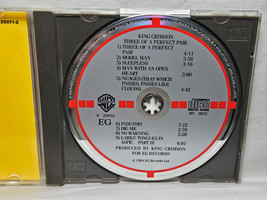 25071-2
KING CRIMSON
THREE OF A PERFECT PAIR
1) THREE OF A PERFECT
PAIR 4:11
2) MODEL MAN 3:56
3) SLEEPLESS 3:16
4) MAN WITH AN OPEN
HEART 3:00
5) NUAGES (THAT WHICH
PASSES, PASSES LIKE
CLOUDS) 4:42
EG
6) INDUSTRY 7:22
7) DIG ME 2:59
8) NO WARNING 3:28
9) LARKS' TONGUES IN
ASPIC PART III 6:01
PRODUCED BY KING CRIMSON
FOR EG RECORDS
℗ 1984 EG Records Ltd